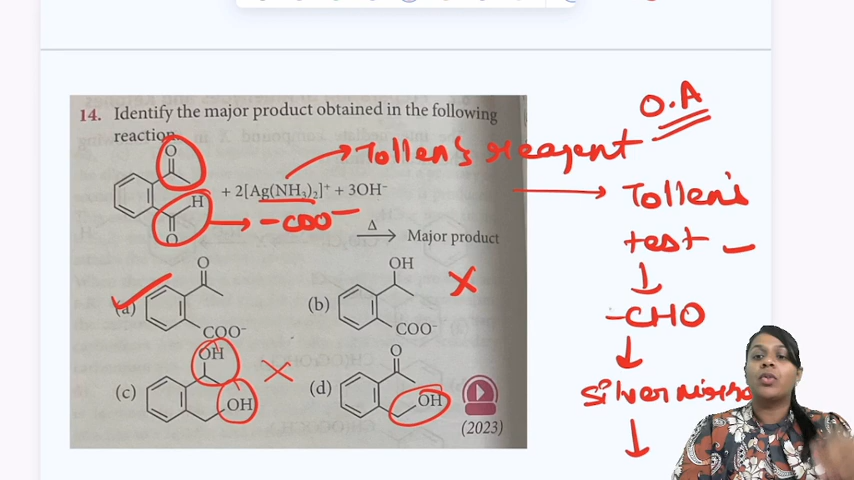 14. Identify the major product obtained in the following
reaction.
O
H
O
+ 2[Ag(NH₃)₂]⁺ + 3OH⁻
Δ
→ Major product
→ Tollen's reagent
→ -COO⁻
(a)
O
COO⁻
(b)
OH
COO⁻
(c)
OH
OH
(d)
O
OH
(2023)
O.A
→ Tollen's
test -
↓
-CHO
↓
Silver mirro
↓